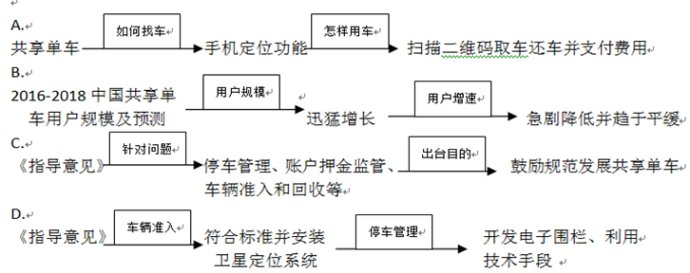 A.
共享单车 如何找车 手机定位功能 怎样用车 扫描二维码取车还车并支付费用
B.
2016-2018 中国共享单 用户规模 迅猛增长 用户增速 急剧降低并趋于平缓
车用户规模及预测
C.
《指导意见》 针对问题 停车管理、账户押金监管、 出台目的 鼓励规范发展共享单车
车辆准入和回收等
D.
《指导意见》 车辆准入 符合标准并安装 停车管理 开发电子围栏、利用
卫星定位系统 技术手段